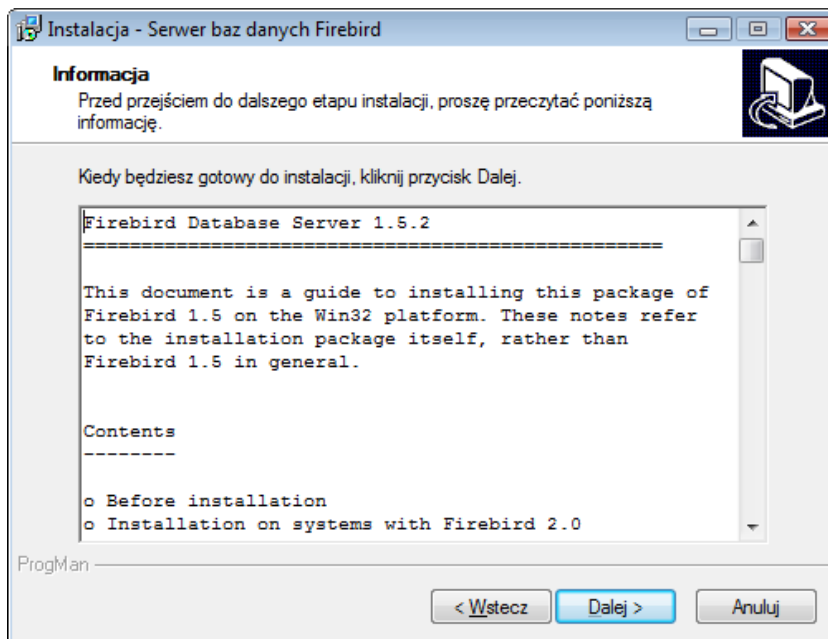 Instalacja - Serwer baz danych Firebird
Informacja
Przed przejściem do dalszego etapu instalacji, proszę przeczytać poniższą
informację.
Kiedy będziesz gotowy do instalacji, kliknij przycisk Dalej.
Firebird Database Server 1.5.2
==================================================
This document is a guide to installing this package of
Firebird 1.5 on the Win32 platform. These notes refer
to the installation package itself, rather than
Firebird 1.5 in general.
Contents
--------
o Before installation
o Installation on systems with Firebird 2.0
ProgMan
< Wstecz
Dalej >
Anuluj